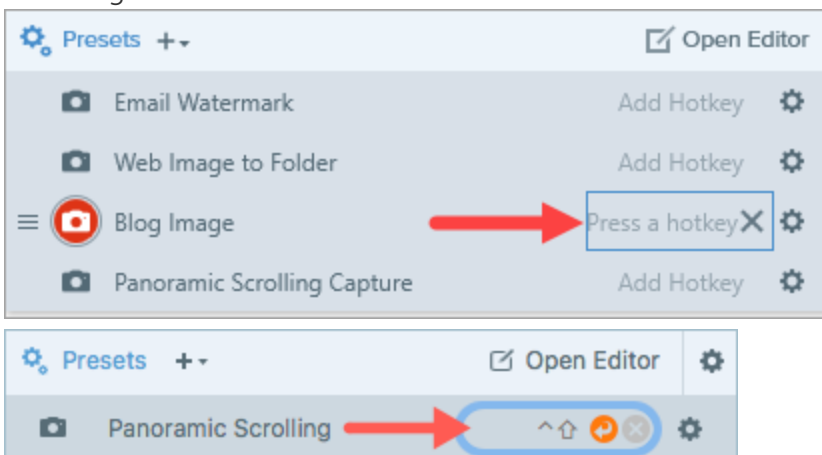 Presets
Open Editor
Email Watermark Add Hotkey
Web Image to Folder Add Hotkey
Blog Image Press a hotkey
Panoramic Scrolling Capture Add Hotkey
Presets
Open Editor
Panoramic Scrolling